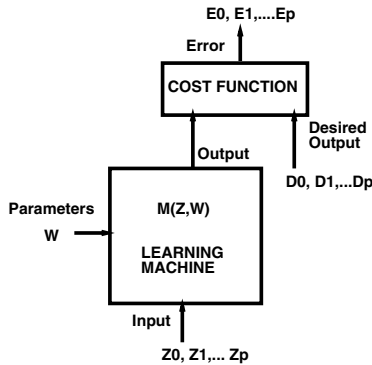 E0, E1,....Ep
Error
COST FUNCTION
Desired
Output
Output
D0, D1,...Dp
Parameters
M(Z,W)
W
LEARNING
MACHINE
Input
Z0, Z1,... Zp